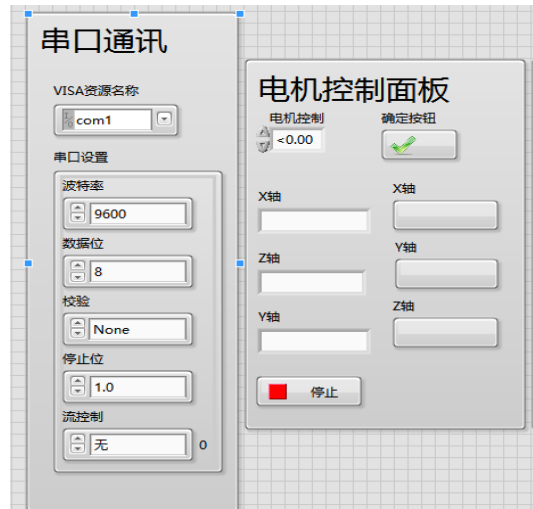 串口通讯
VISA资源名称
com1
串口设置
波特率
9600
数据位
8
校验
None
停止位
1.0
流控制
无 0
电机控制面板
电机控制 确定按钮
<0.00
X轴 X轴
Z轴 Y轴
Y轴 Z轴
停止